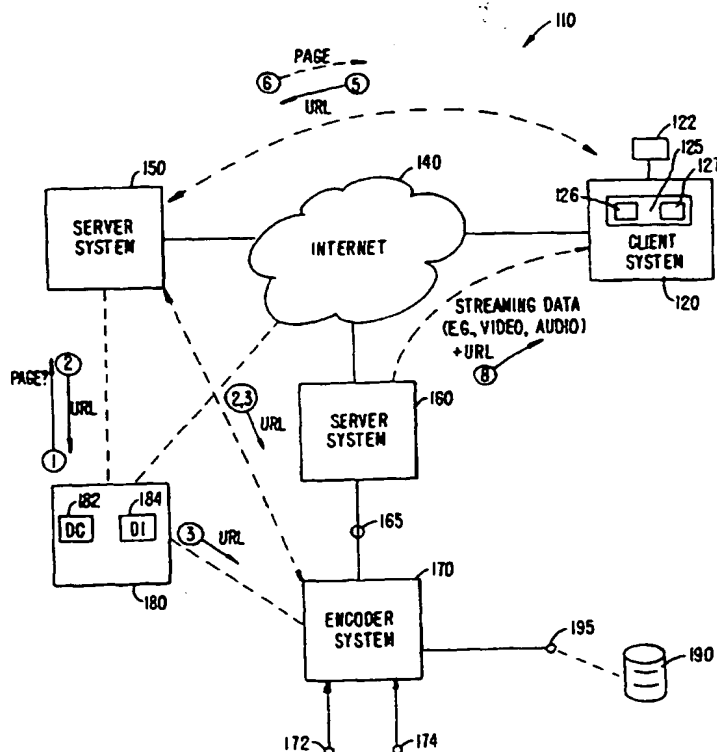 110
PAGE
6
5
URL
122
125
127
126
150
140
SERVER
SYSTEM
INTERNET
CLIENT
SYSTEM
120
STREAMING DATA
(E.G., VIDEO, AUDIO)
+URL
8
2
PAGE?
URL
1
2,3
URL
160
SERVER
SYSTEM
182
184
DC
DI
3
URL
165
180
170
ENCODER
SYSTEM
195
190
172
174